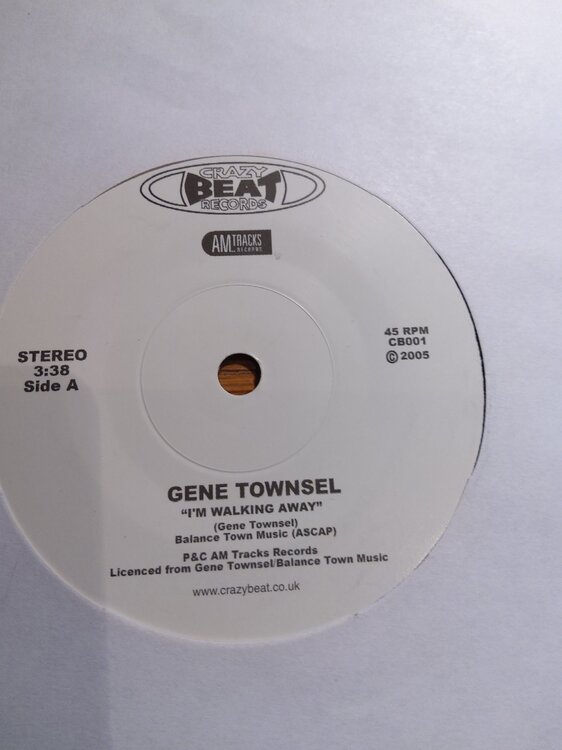 CRAZY
BEAT
RECORDS
AM.TRACKS
RECORDS
STEREO
3:38
Side A
45 RPM
CB001
© 2005
GENE TOWNSEL
“I'M WALKING AWAY”
(Gene Townsel)
Balance Town Music (ASCAP)
P&C AM Tracks Records
Licenced from Gene Townsel/Balance Town Music
www.crazybeat.co.uk